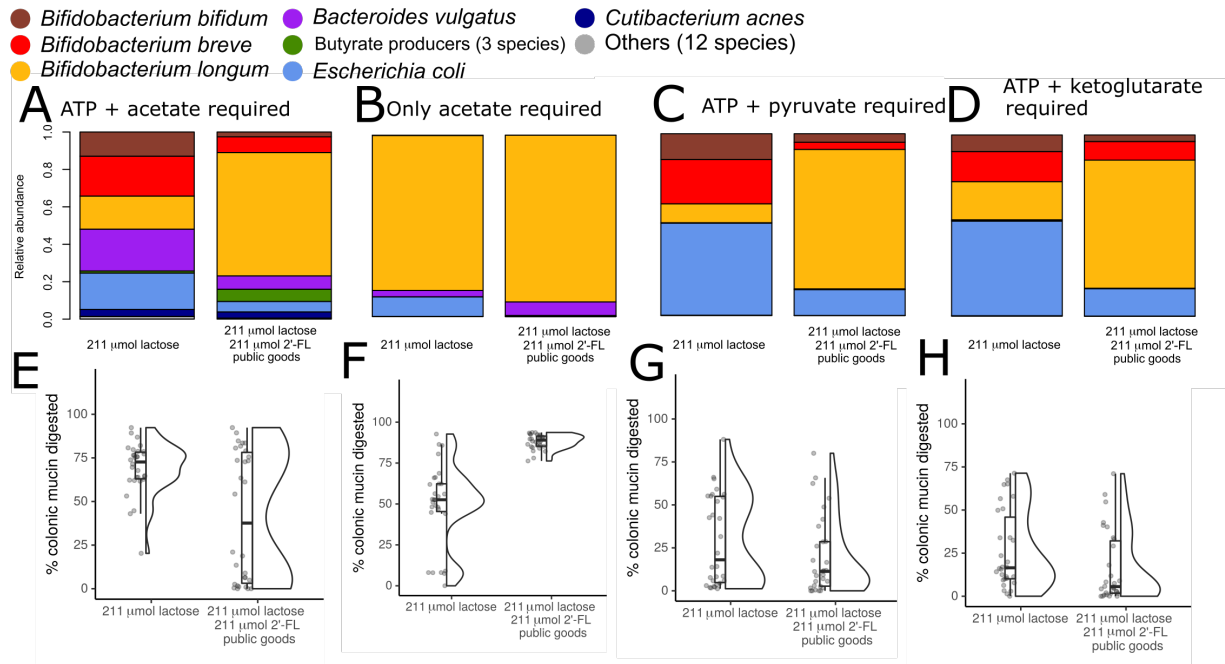 Bifidobacterium bifidum
Bacteroides vulgatus
Cutibacterium acnes
Bifidobacterium breve
Butyrate producers (3 species)
Others (12 species)
Bifidobacterium longum
Escherichia coli
A
ATP + acetate required
B
Only acetate required
C
ATP + pyruvate required
D
ATP + ketoglutarate
required
Relative abundance
1.0
0.8
0.6
0.4
0.2
0.0
211 μmol lactose
211 μmol lactose
211 μmol 2'-FL
public goods
211 μmol lactose
211 μmol lactose
211 μmol 2'-FL
public goods
211 μmol lactose
211 μmol lactose
211 μmol 2'-FL
public goods
211 μmol lactose
211 μmol lactose
211 μmol 2'-FL
public goods
E
% colonic mucin digested
75
50
25
0
211 μmol lactose
211 μmol lactose
211 μmol 2'-FL
public goods
F
% colonic mucin digested
100
75
50
25
0
211 μmol lactose
211 μmol lactose
211 μmol 2'-FL
public goods
G
% colonic mucin digested
100
75
50
25
0
211 μmol lactose
211 μmol lactose
211 μmol 2'-FL
public goods
H
% colonic mucin digested
100
75
50
25
0
211 μmol lactose
211 μmol lactose
211 μmol 2'-FL
public goods